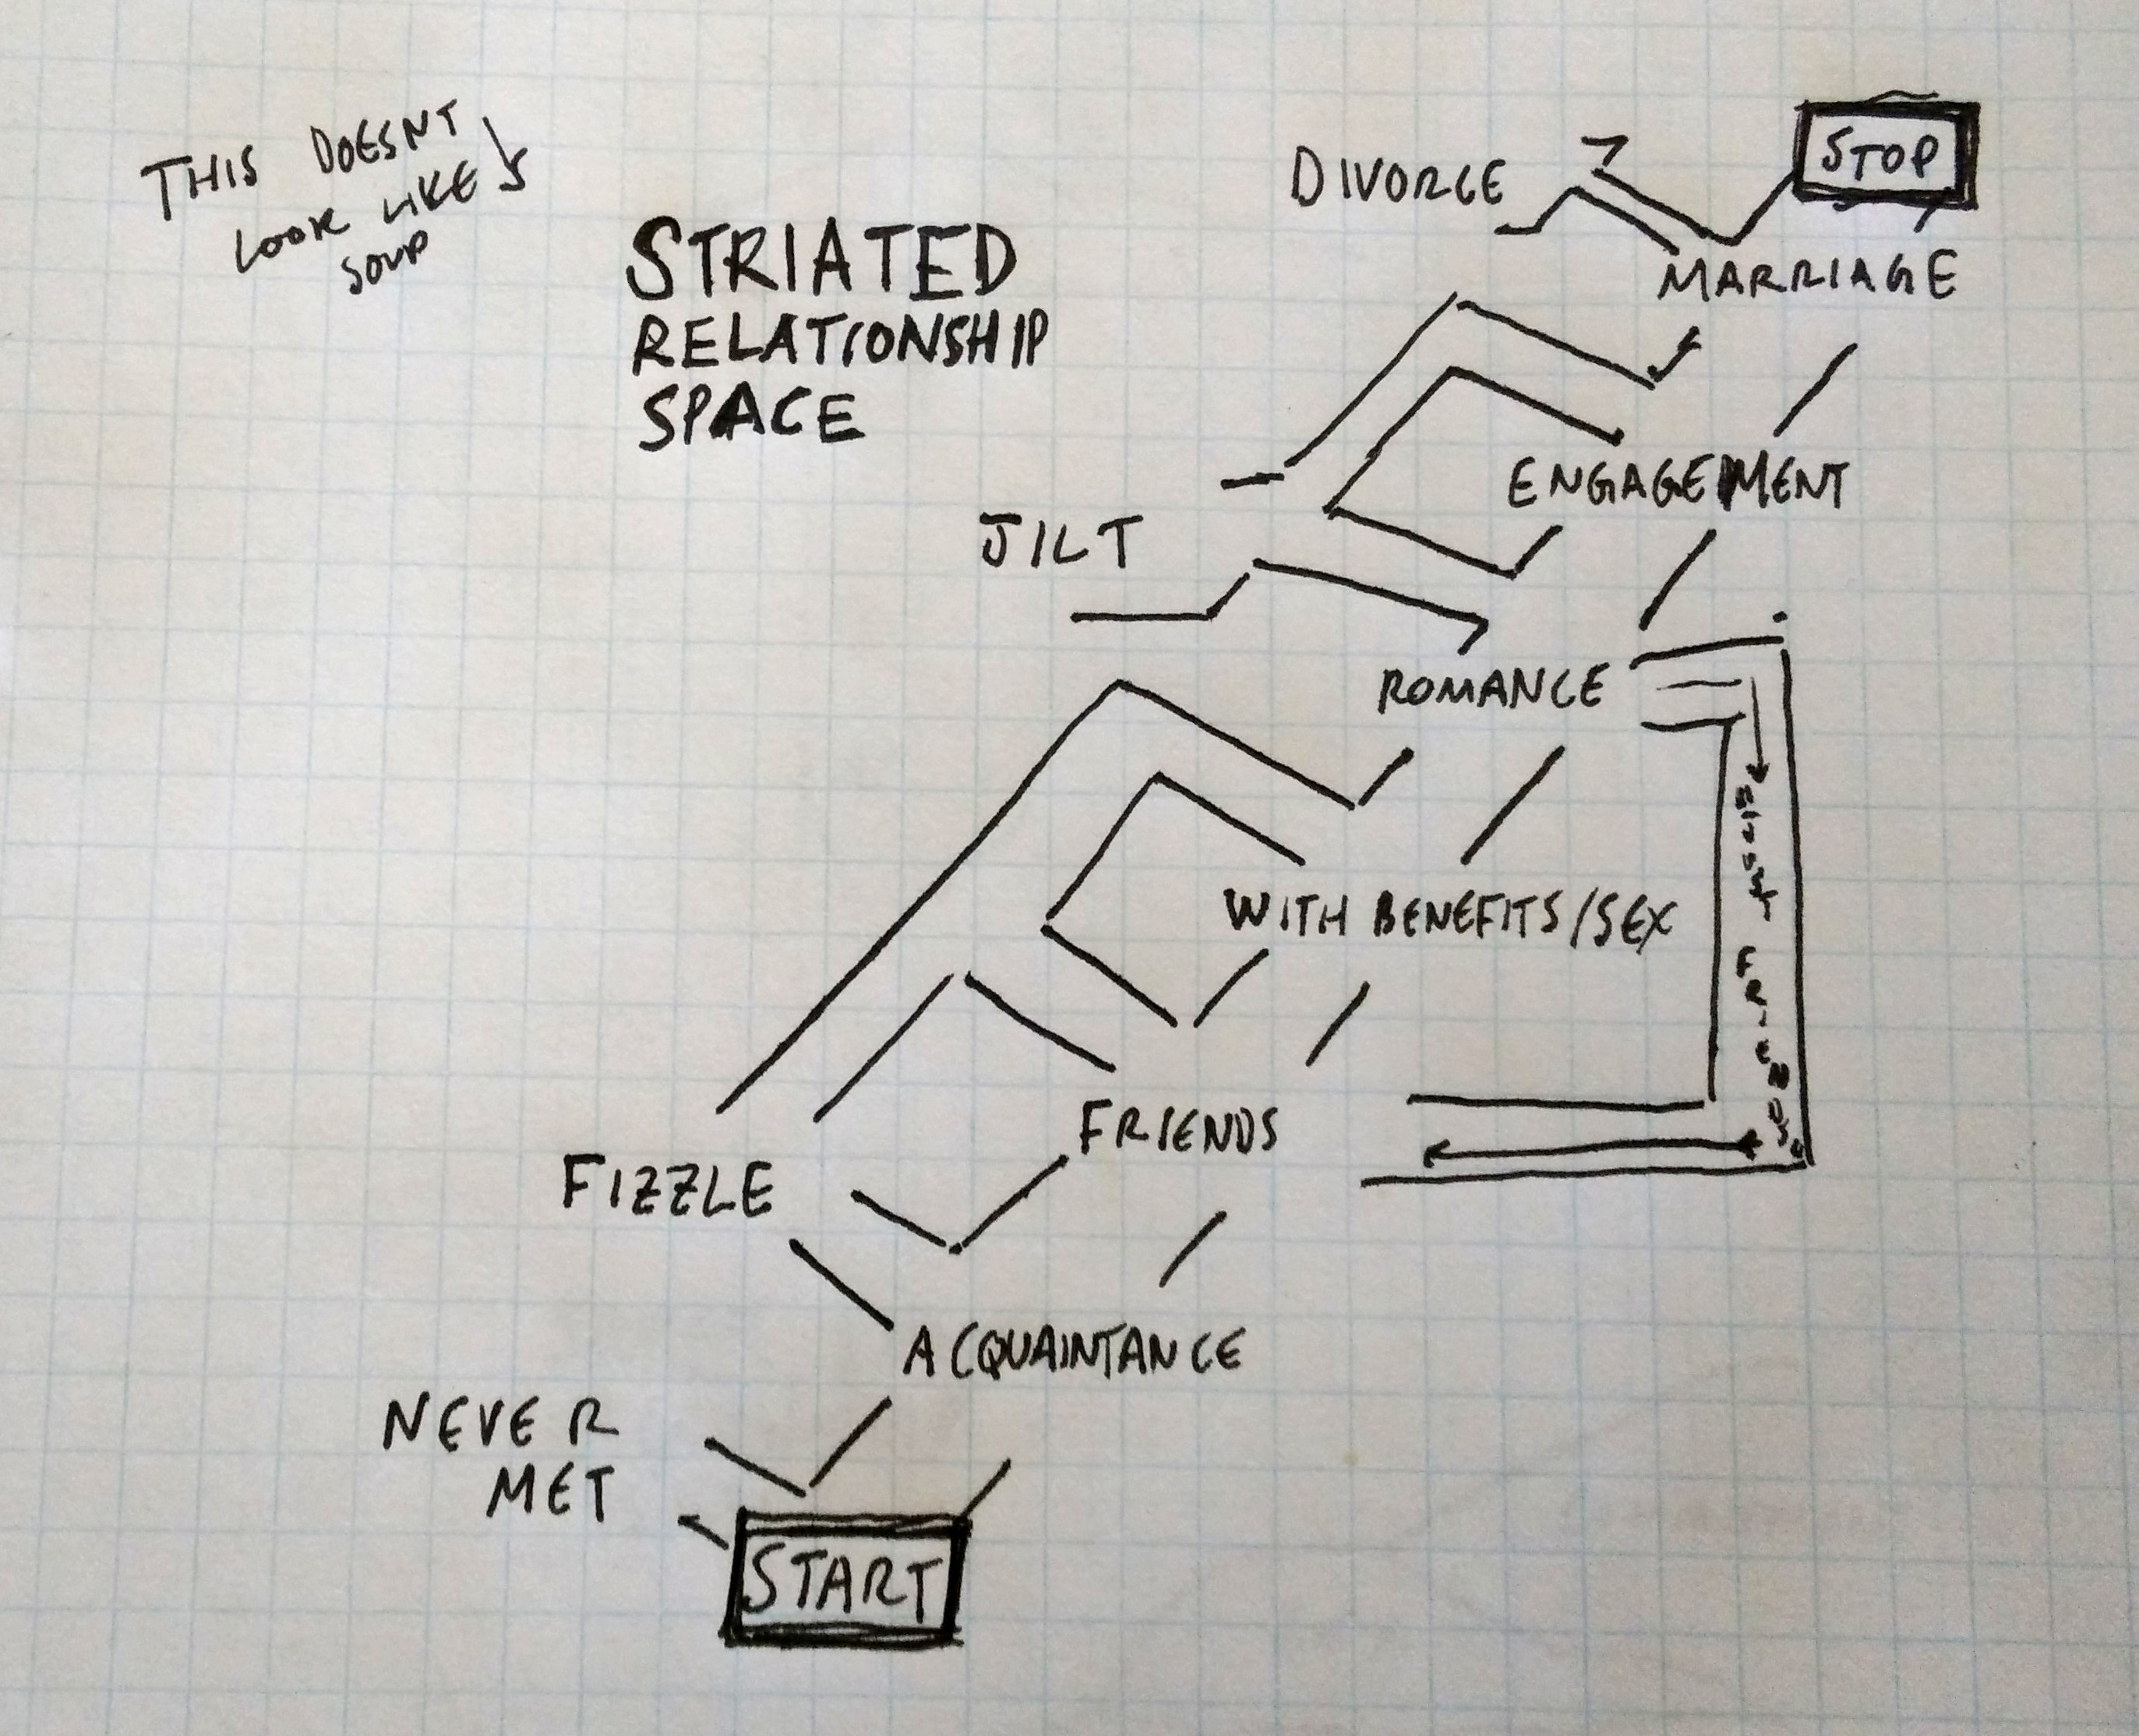 THIS DOESNT
LOOK LIKE
SOUP
STRIATED
RELATIONSHIP
SPACE
STOP
DIVORCE
MARRIAGE
ENGAGEMENT
JILT
ROMANCE
WITH BENEFITS/SEX
JUST FRIENDS
FRIENDS
FIZZLE
ACQUAINTANCE
NEVER
MET
START